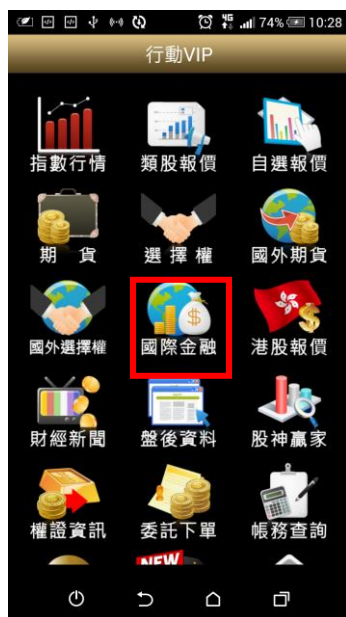 4G 74% 10:28
行動VIP
指數行情 類股報價 自選報價
期 貨 選 擇 權 國外期貨
國外選擇權 國際金融 港股報價
財經新聞 盤後資料 股神贏家
權證資訊 委託下單 帳務查詢
NEW